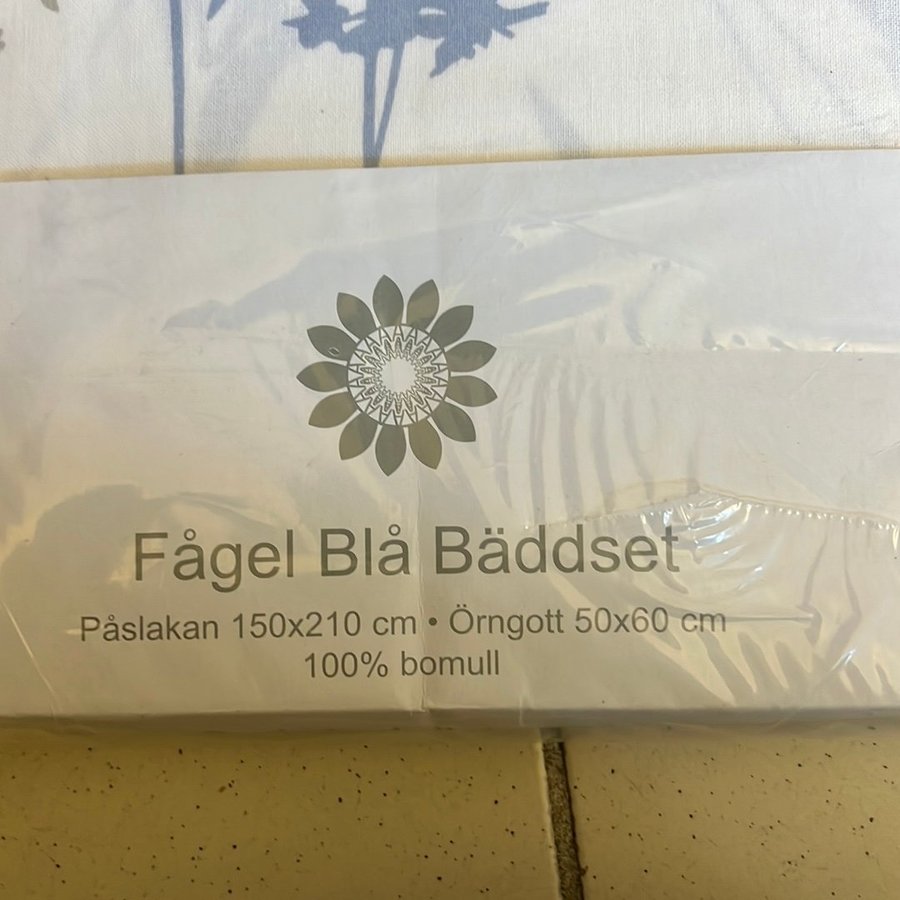 Fågel Blå Bäddset
Påslakan 150x210 cm • Örngott 50x60 cm
100% bomull